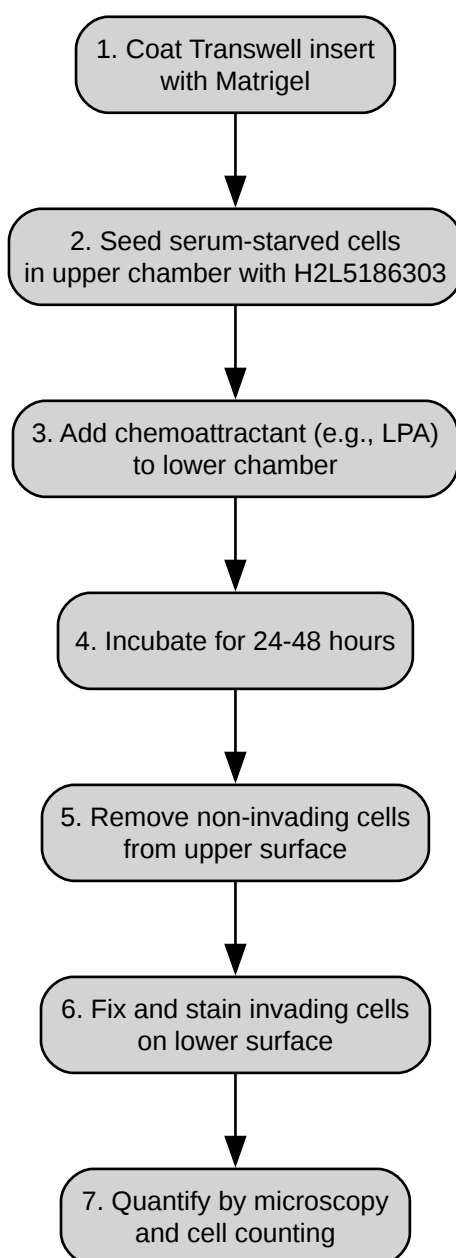 1. Coat Transwell insert
with Matrigel
2. Seed serum-starved cells
in upper chamber with H2L5186303
3. Add chemoattractant (e.g., LPA)
to lower chamber
4. Incubate for 24-48 hours
5. Remove non-invading cells
from upper surface
6. Fix and stain invading cells
on lower surface
7. Quantify by microscopy
and cell counting